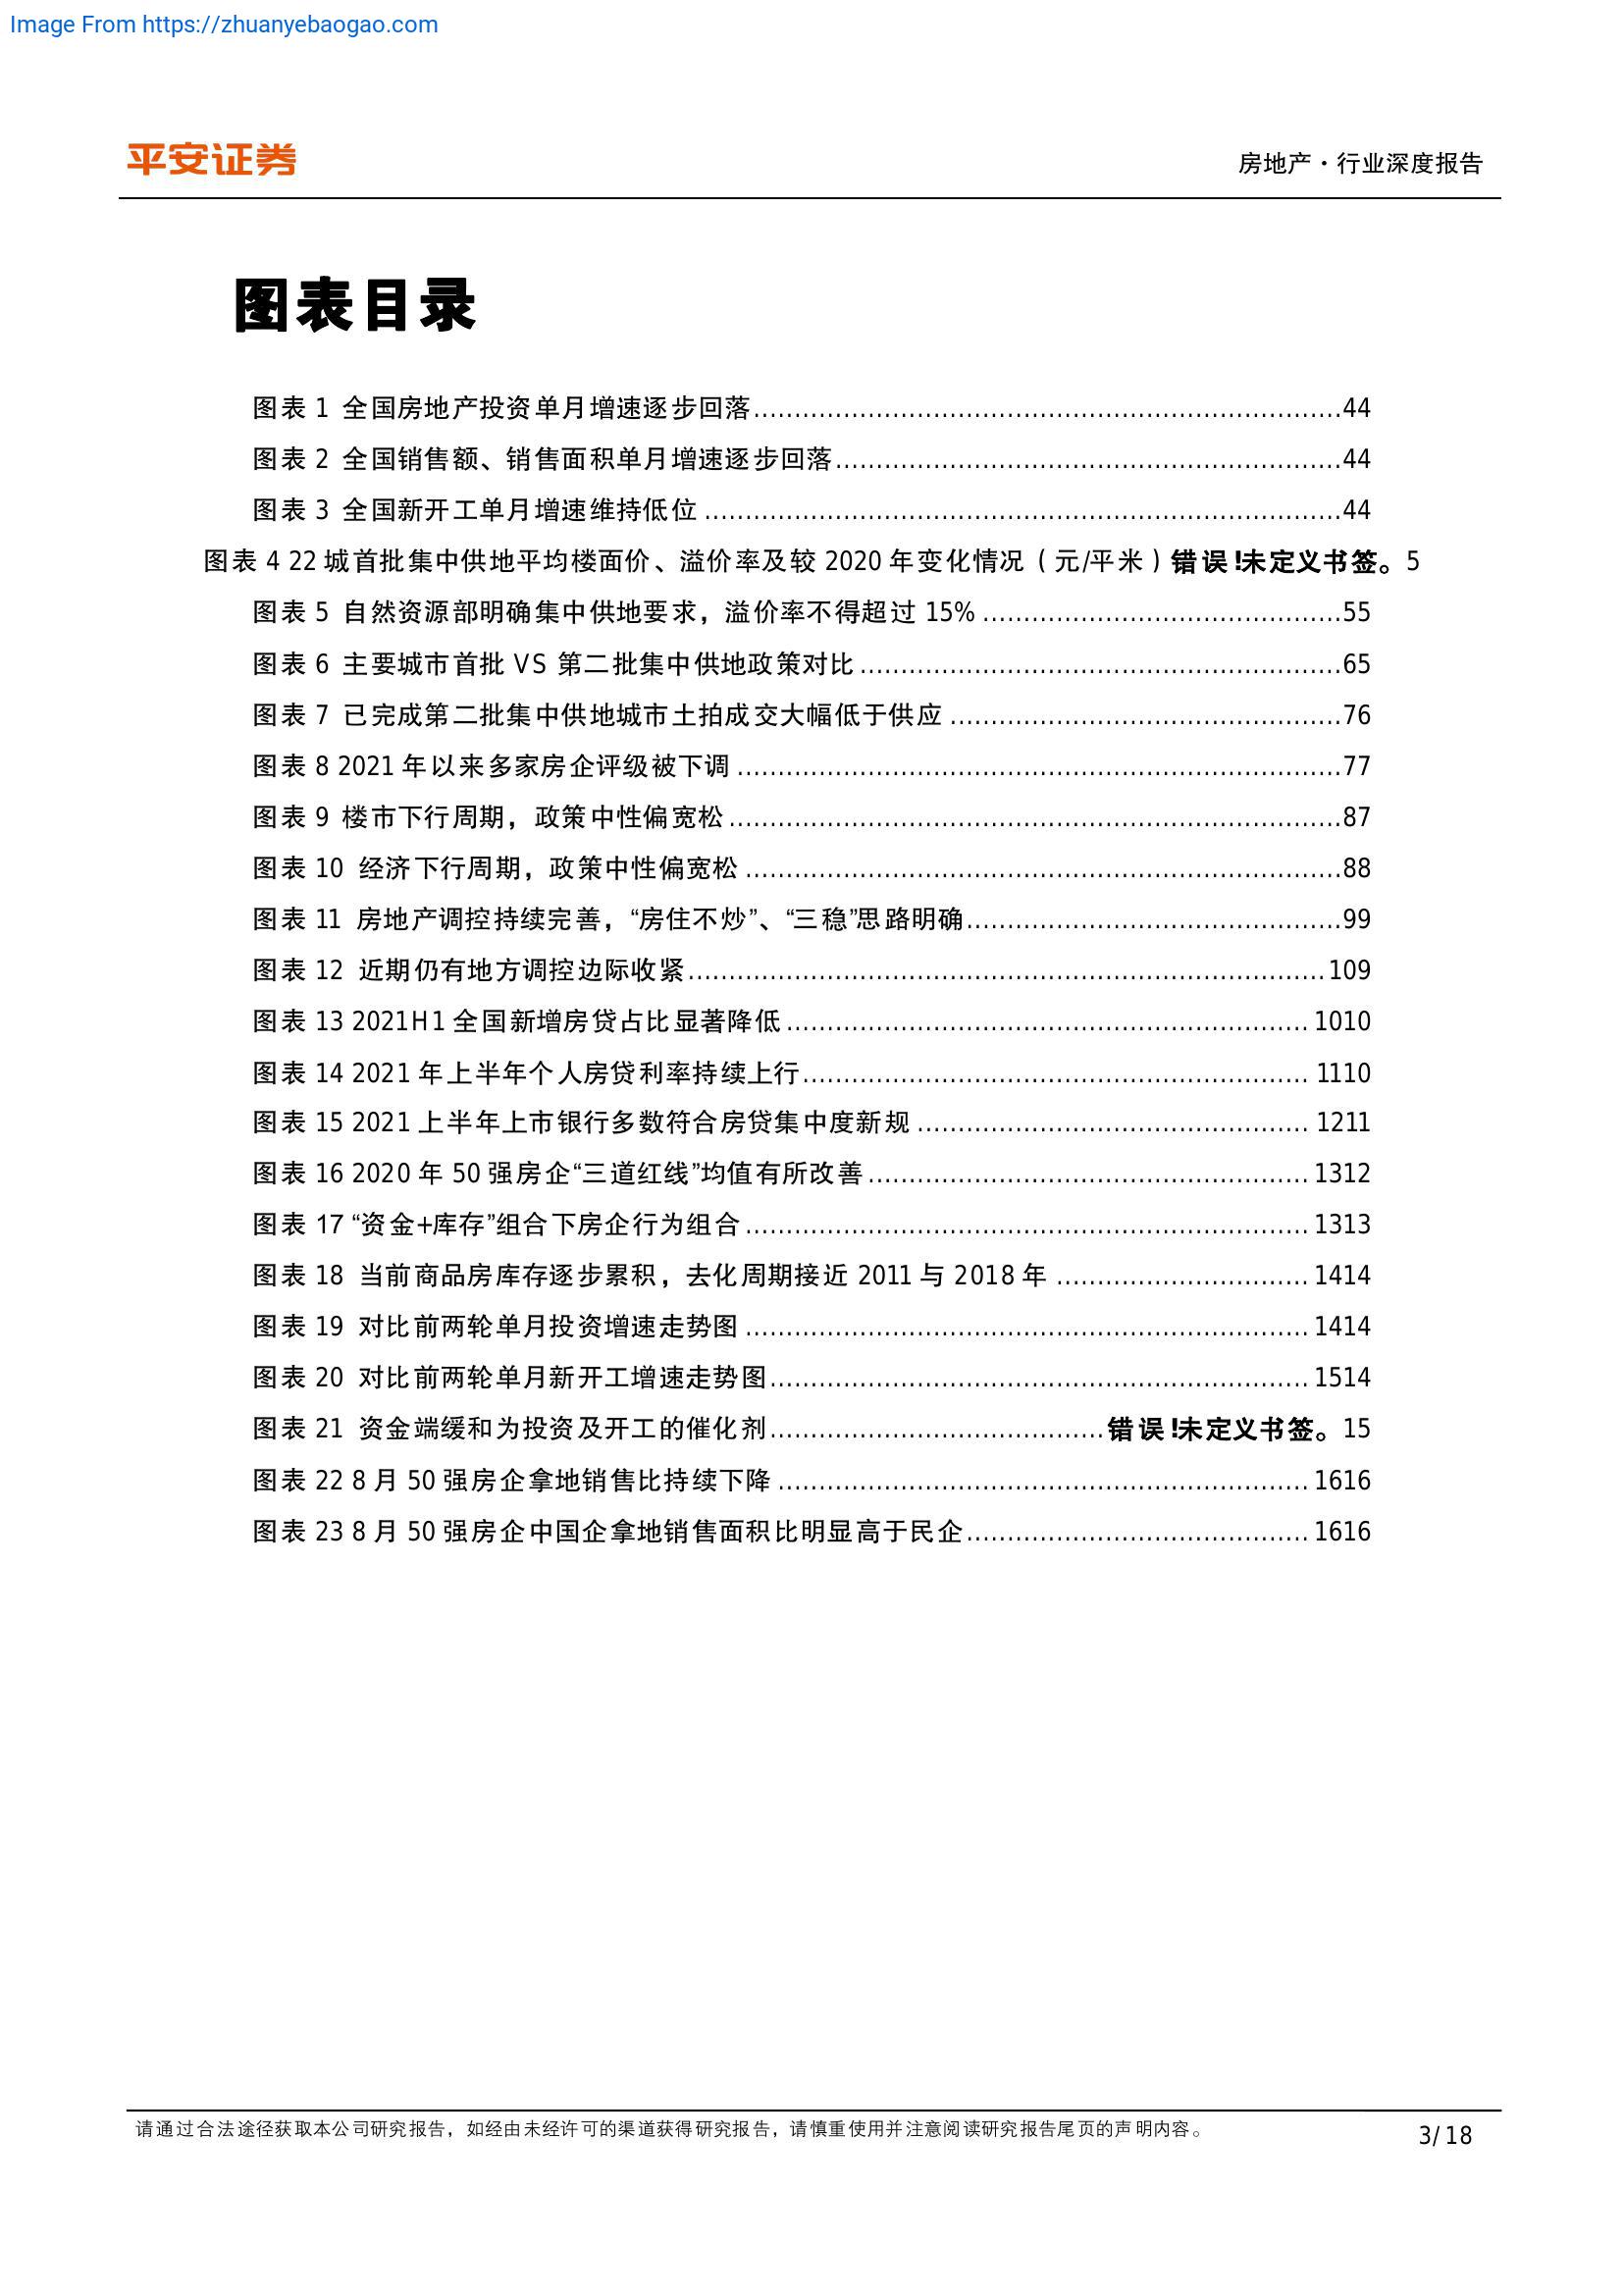 Image From https://zhuanyebaogao.com
平安证券
房地产·行业深度报告
图表目录
图表 1 全国房地产投资单月增速逐步回落........................................................................44
图表 2 全国销售额、销售面积单月增速逐步回落..............................................................44
图表 3 全国新开工单月增速维持低位 ..............................................................................44
图表 4 22 城首批集中供地平均楼面价、溢价率及较 2020 年变化情况（元/平米）错误!未定义书签。5
图表 5 自然资源部明确集中供地要求，溢价率不得超过 15% ............................................55
图表 6 主要城市首批 VS 第二批集中供地政策对比 ...........................................................65
图表 7 已完成第二批集中供地城市土拍成交大幅低于供应 ................................................76
图表 8 2021 年以来多家房企评级被下调 ..........................................................................77
图表 9 楼市下行周期，政策中性偏宽松 ...........................................................................87
图表 10 经济下行周期，政策中性偏宽松 .........................................................................88
图表 11 房地产调控持续完善，“房住不炒”、“三稳”思路明确..............................................99
图表 12 近期仍有地方调控边际收紧..............................................................................109
图表 13 2021H1 全国新增房贷占比显著降低 ................................................................ 1010
图表 14 2021 年上半年个人房贷利率持续上行.............................................................. 1110
图表 15 2021 上半年上市银行多数符合房贷集中度新规 ................................................ 1211
图表 16 2020 年 50 强房企“三道红线”均值有所改善 ...................................................... 1312
图表 17 “资金+库存”组合下房企行为组合 ..................................................................... 1313
图表 18 当前商品房库存逐步累积，去化周期接近 2011 与 2018 年 ............................... 1414
图表 19 对比前两轮单月投资增速走势图 ..................................................................... 1414
图表 20 对比前两轮单月新开工增速走势图.................................................................. 1514
图表 21 资金端缓和为投资及开工的催化剂.........................................错误!未定义书签。15
图表 22 8 月 50 强房企拿地销售比持续下降 ................................................................. 1616
图表 23 8 月 50 强房企中国企拿地销售面积比明显高于民企.......................................... 1616
请通过合法途径获取本公司研究报告，如经由未经许可的渠道获得研究报告，请慎重使用并注意阅读研究报告尾页的声明内容。
3/ 18